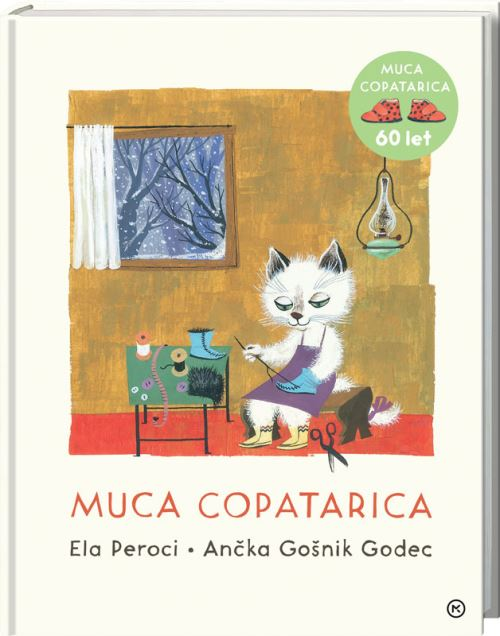 MUCA
COPATARICA
60 let
MUCA COPATARICA
Ela Peroci • Ančka Gošnik Godec